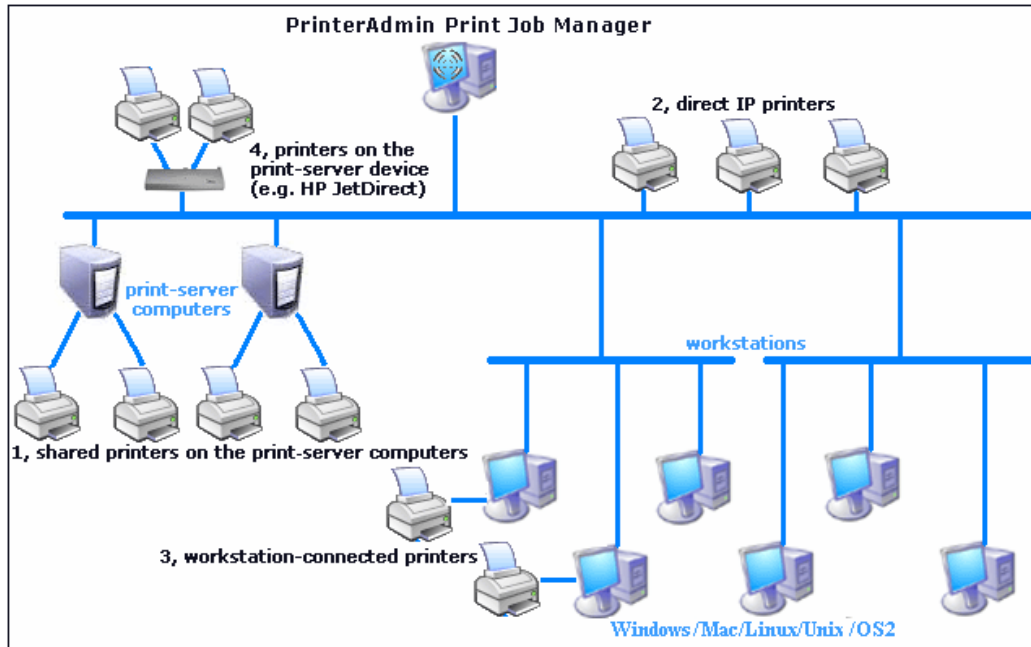 PrinterAdmin Print Job Manager
2, direct IP printers
4, printers on the
print-server device
(e.g. HP JetDirect)
print-server
computers
workstations
1, shared printers on the print-server computers
3, workstation-connected printers
Windows/Mac/Linux/Unix /OS2